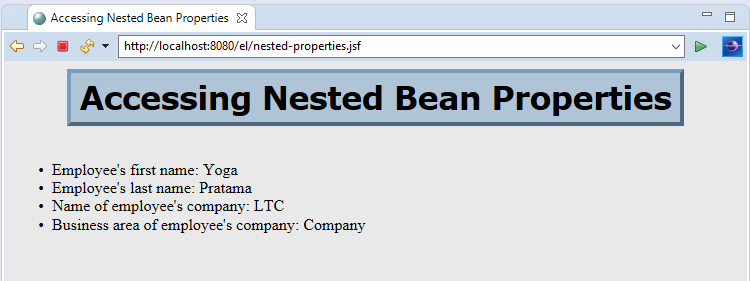 Accessing Nested Bean Properties
http://localhost:8080/el/nested-properties.jsf
Accessing Nested Bean Properties
• Employee's first name: Yoga
• Employee's last name: Pratama
• Name of employee's company: LTC
• Business area of employee's company: Company